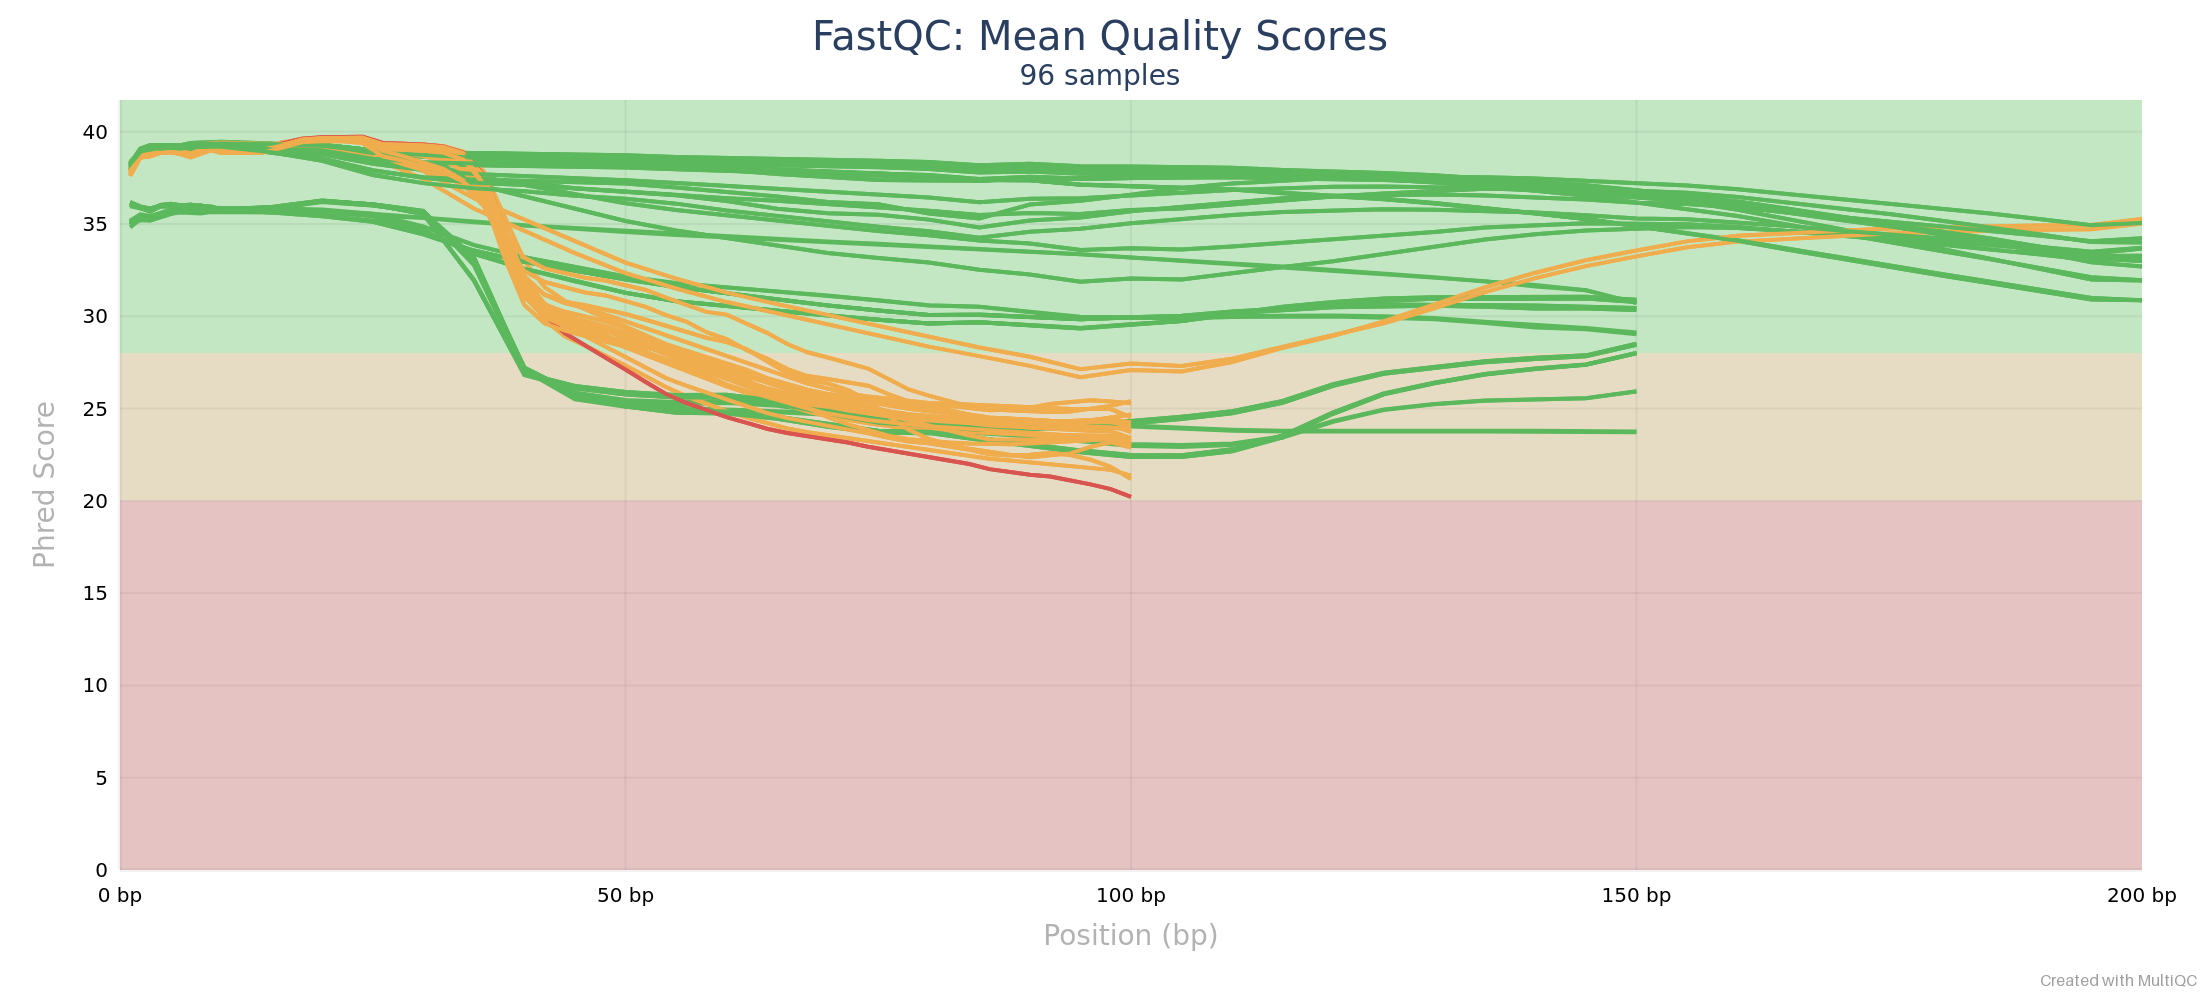 FastQC: Mean Quality Scores
96 samples
Phred Score
40
35
30
25
20
15
10
5
0
0 bp
50 bp
100 bp
150 bp
200 bp
Position (bp)
Created with MultiQC